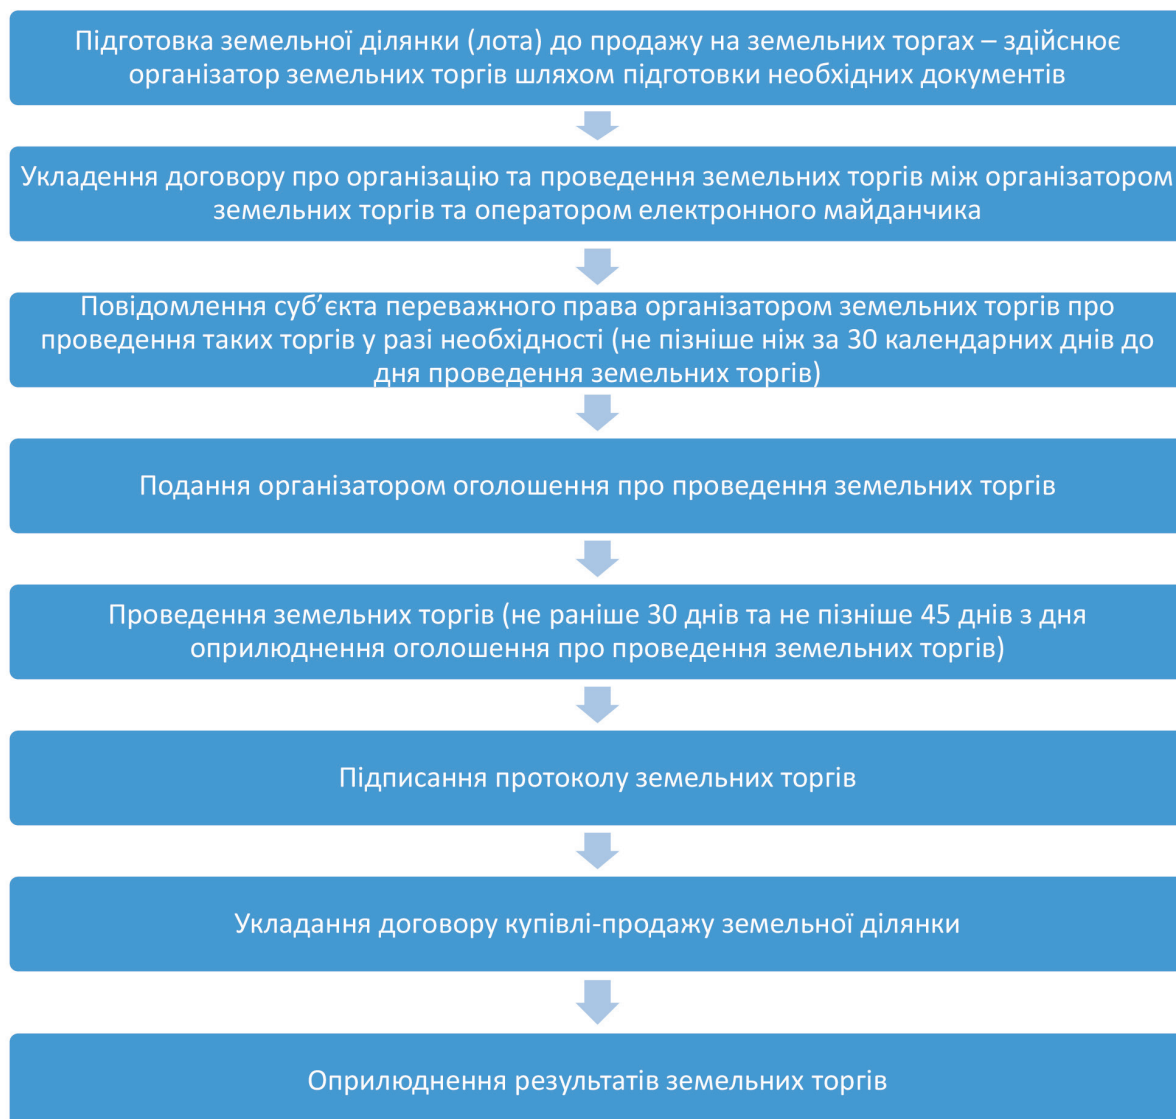 Підготовка земельної ділянки (лота) до продажу на земельних торгах – здійснює
організатор земельних торгів шляхом підготовки необхідних документів
Укладення договору про організацію та проведення земельних торгів між організатором
земельних торгів та оператором електронного майданчика
Повідомлення суб’єкта переважного права організатором земельних торгів про
проведення таких торгів у разі необхідності (не пізніше ніж за 30 календарних днів до
дня проведення земельних торгів)
Подання організатором оголошення про проведення земельних торгів
Проведення земельних торгів (не раніше 30 днів та не пізніше 45 днів з дня
оприлюднення оголошення про проведення земельних торгів)
Підписання протоколу земельних торгів
Укладання договору купівлі-продажу земельної ділянки
Оприлюднення результатів земельних торгів